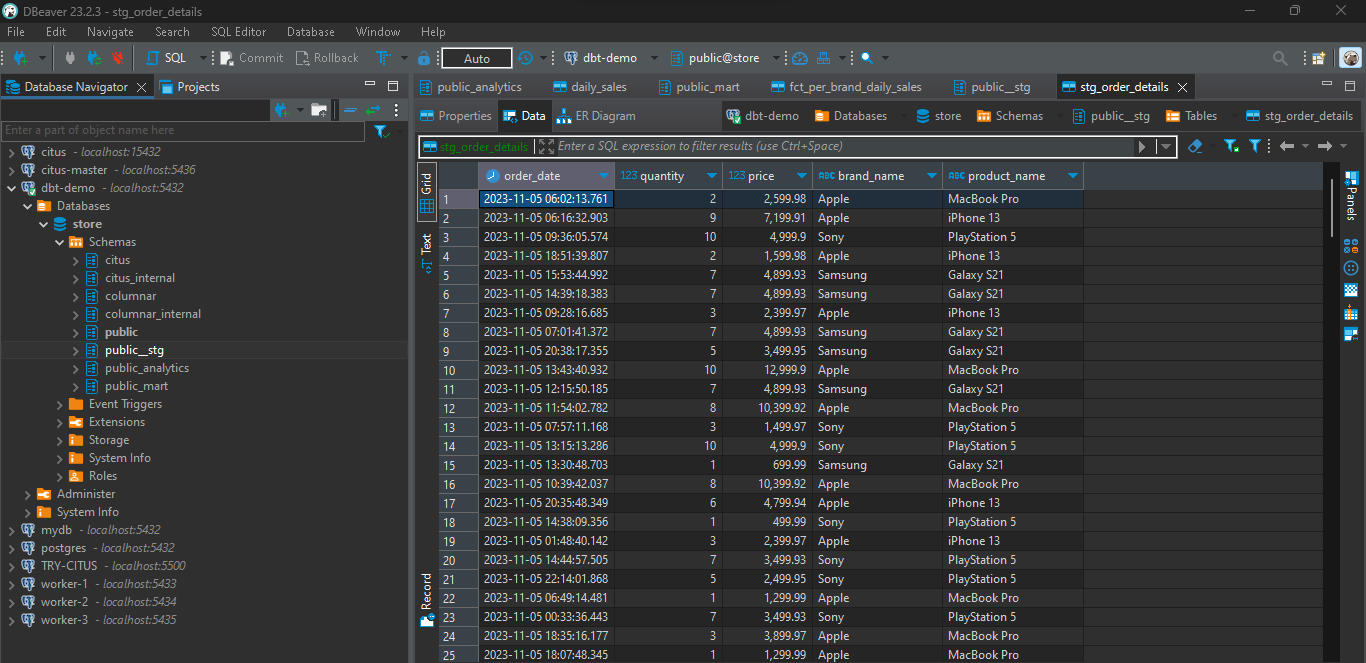 DBeaver 23.2.3 - stg_order_details
File Edit Navigate Search SQL Editor Database Window Help
SQL Commit Rollback Auto dbt-demo public@store
Database Navigator Projects
Enter a part of object name here
citus - localhost:15432
citus-master - localhost:5436
dbt-demo - localhost:5432
Databases
store
Schemas
citus
citus_internal
columnar
columnar_internal
public
public__stg
public_analytics
public_mart
Event Triggers
Extensions
Storage
System Info
Roles
Administer
System Info
mydb - localhost:5432
postgres - localhost:5432
TRY-CITUS - localhost:5500
worker-1 - localhost:5433
worker-2 - localhost:5434
worker-3 - localhost:5435
public_analytics daily_sales public_mart fct_per_brand_daily_sales public__stg stg_order_details
Properties Data ER Diagram dbt-demo Databases store Schemas public__stg Tables stg_order_details
stg_order_details Enter a SQL expression to filter results (use Ctrl+Space)
Grid
Text
Record
Panels
order_date 123 quantity 123 price ABC brand_name ABC product_name
1 2023-11-05 06:02:13.761 2 2,599.98 Apple MacBook Pro
2 2023-11-05 06:16:32.903 9 7,199.91 Apple iPhone 13
3 2023-11-05 09:36:05.574 10 4,999.9 Sony PlayStation 5
4 2023-11-05 18:51:39.807 2 1,599.98 Apple iPhone 13
5 2023-11-05 15:53:44.992 7 4,899.93 Samsung Galaxy S21
6 2023-11-05 14:39:18.383 7 4,899.93 Samsung Galaxy S21
7 2023-11-05 09:28:16.685 3 2,399.97 Apple iPhone 13
8 2023-11-05 07:01:41.372 7 4,899.93 Samsung Galaxy S21
9 2023-11-05 20:38:17.355 5 3,499.95 Samsung Galaxy S21
10 2023-11-05 13:43:40.932 10 12,999.9 Apple MacBook Pro
11 2023-11-05 12:15:50.185 7 4,899.93 Samsung Galaxy S21
12 2023-11-05 11:54:02.782 8 10,399.92 Apple MacBook Pro
13 2023-11-05 07:57:11.168 3 1,499.97 Sony PlayStation 5
14 2023-11-05 13:15:13.286 10 4,999.9 Sony PlayStation 5
15 2023-11-05 13:30:48.703 1 699.99 Samsung Galaxy S21
16 2023-11-05 10:39:42.037 8 10,399.92 Apple MacBook Pro
17 2023-11-05 20:35:48.349 6 4,799.94 Apple iPhone 13
18 2023-11-05 14:38:09.356 1 499.99 Sony PlayStation 5
19 2023-11-05 01:48:40.142 3 2,399.97 Apple iPhone 13
20 2023-11-05 14:44:57.505 7 3,499.93 Sony PlayStation 5
21 2023-11-05 22:14:01.868 5 2,499.95 Sony PlayStation 5
22 2023-11-05 06:49:14.481 1 1,299.99 Apple MacBook Pro
23 2023-11-05 00:33:36.443 7 3,499.93 Sony PlayStation 5
24 2023-11-05 18:35:16.177 3 3,899.97 Apple MacBook Pro
25 2023-11-05 18:07:48.345 1 1,299.99 Apple MacBook Pro